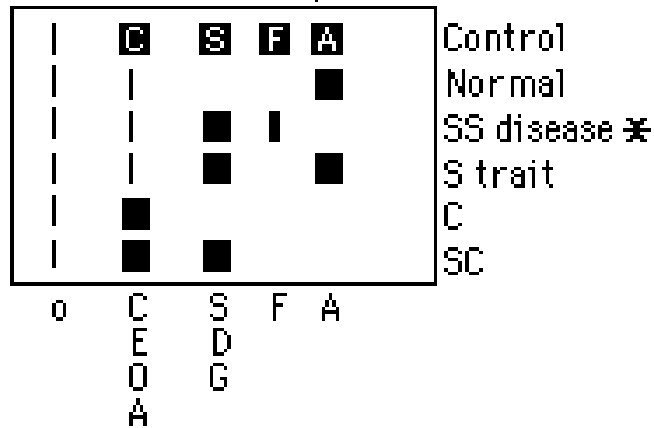 C S F A Control
Normal
SS disease *
S trait
C
SC
o C S F A
E D
O G
A